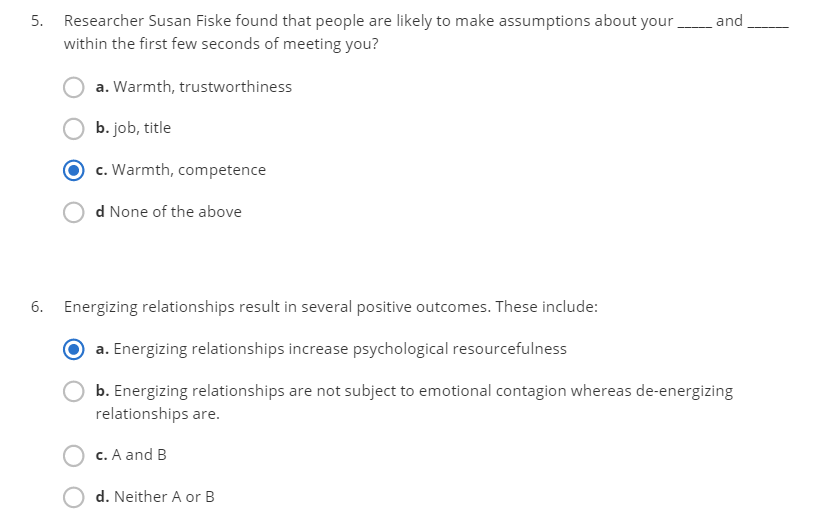 5. Researcher Susan Fiske found that people are likely to make assumptions about your _____ and ______
within the first few seconds of meeting you?
a. Warmth, trustworthiness
b. job, title
c. Warmth, competence
d None of the above
6. Energizing relationships result in several positive outcomes. These include:
a. Energizing relationships increase psychological resourcefulness
b. Energizing relationships are not subject to emotional contagion whereas de-energizing
relationships are.
c. A and B
d. Neither A or B